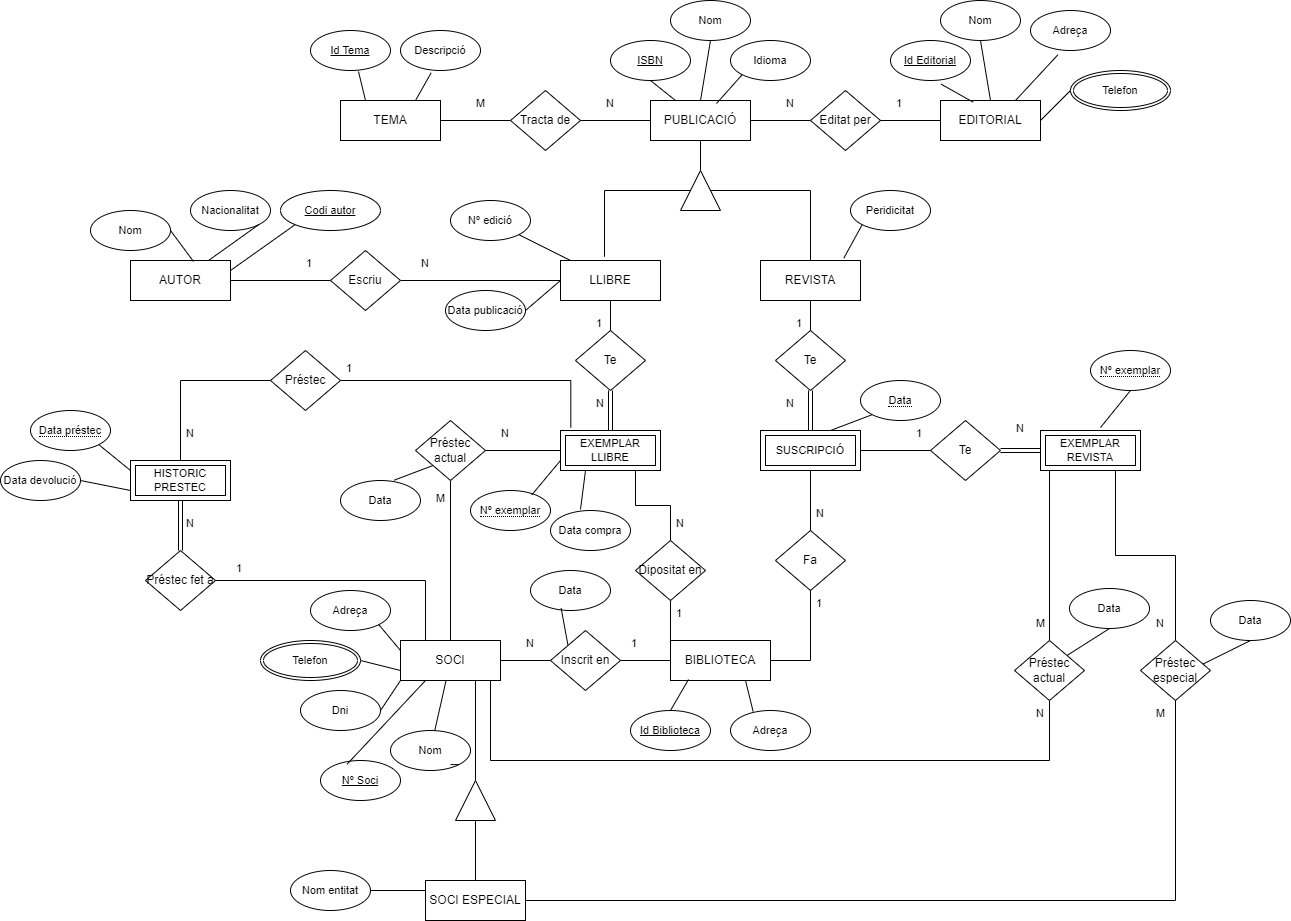 Nom
Nom
Id Tema
Descripció
ISBN
Idioma
Id Editorial
Adreça
Telefon
M
N
N
1
TEMA
Tracta de
PUBLICACIÓ
Editat per
EDITORIAL
Nom
Nacionalitat
Codi autor
Nº edició
Peridicitat
1
N
AUTOR
Escriu
LLIBRE
REVISTA
Data publicació
1
1
Te
Te
Préstec
1
Nº exemplar
N
N
Data
Data préstec
N
Préstec
actual
N
EXEMPLAR
LLIBRE
SUSCRIPCIÓ
1
Te
N
EXEMPLAR
REVISTA
Data devolució
HISTORIC
PRESTEC
M
Data
Nº exemplar
Data compra
N
N
N
Préstec fet a
1
Dipositat en
Fa
Data
1
1
Adreça
Data
Data
M
N
Telefon
SOCI
N
Inscrit en
1
BIBLIOTECA
Préstec
actual
Préstec
especial
Dni
N
M
Nom
_
Id Biblioteca
Adreça
Nº Soci
Nom entitat
SOCI ESPECIAL